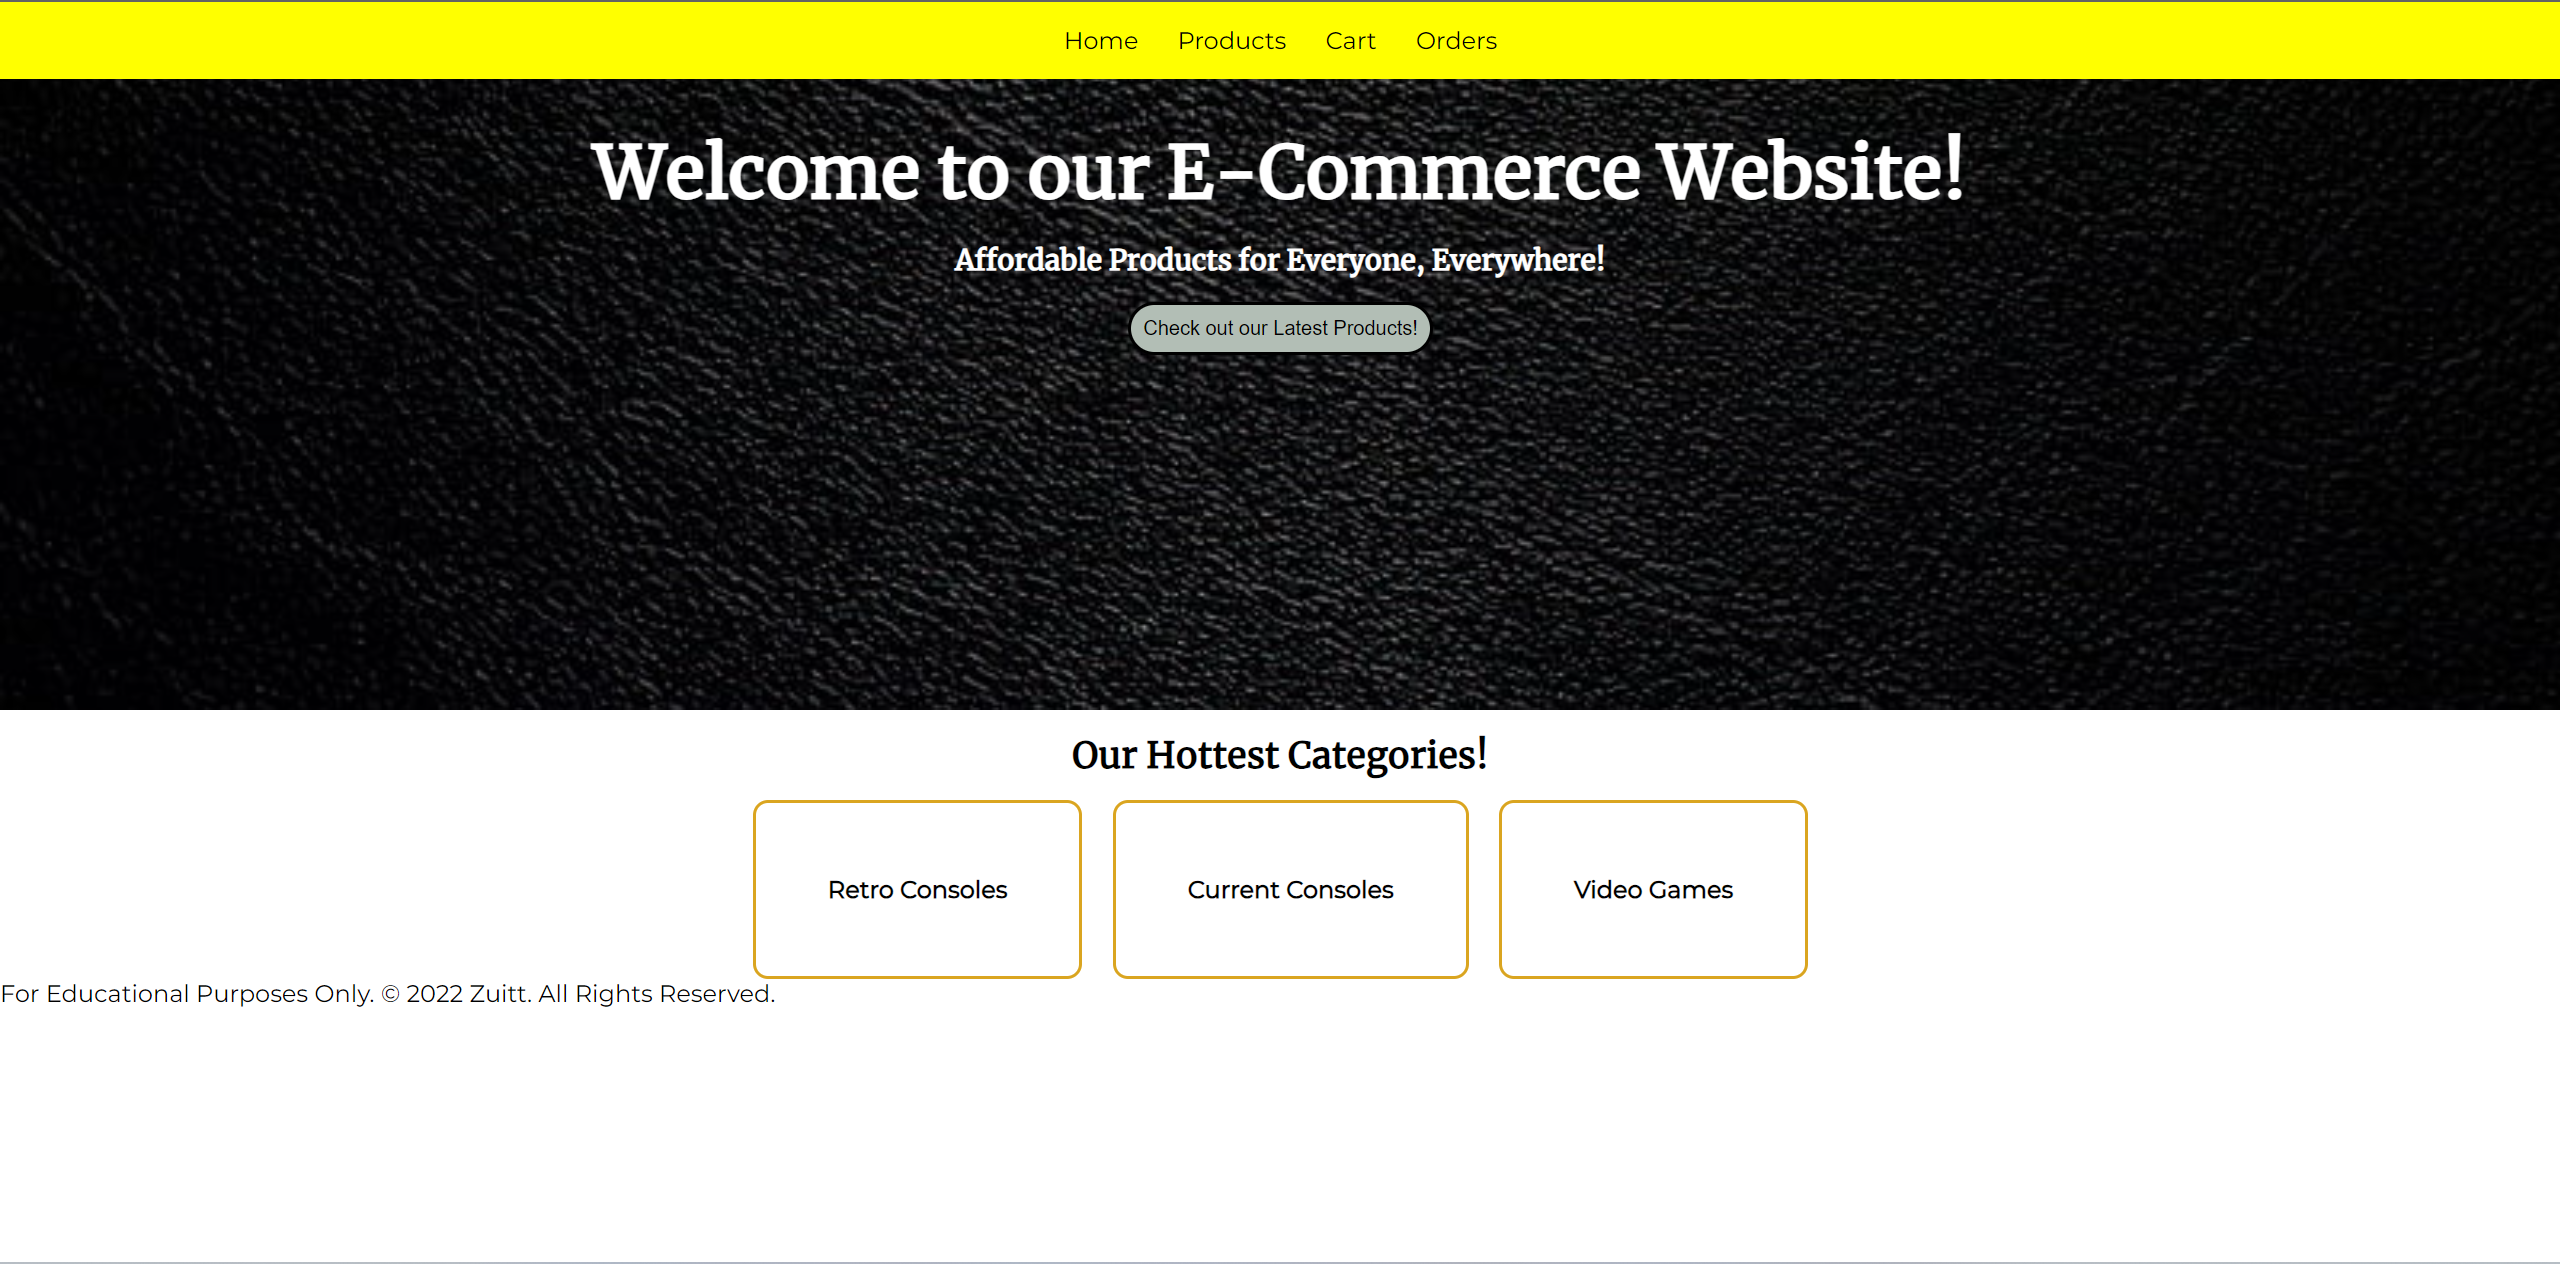 Home Products Cart Orders
Welcome to our E-Commerce Website!
Affordable Products for Everyone, Everywhere!
Check out our Latest Products!
Our Hottest Categories!
Retro Consoles
Current Consoles
Video Games
For Educational Purposes Only. © 2022 Zuitt. All Rights Reserved.